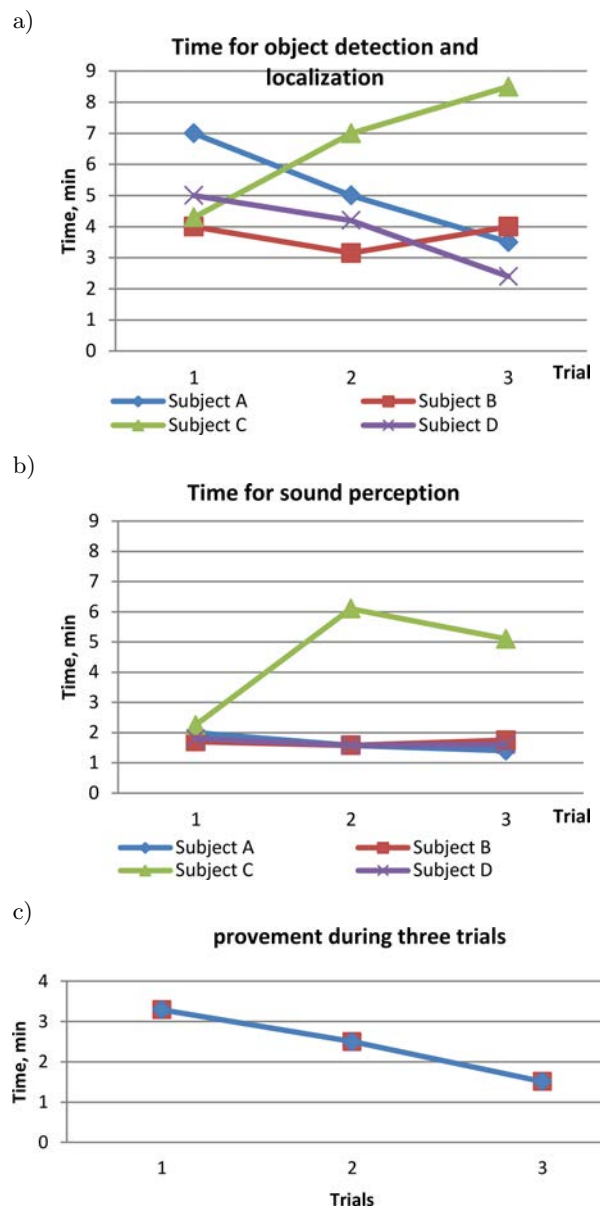 a)
Time for object detection and
localization
9
8
7
6
5
4
3
2
1
0
Time, min
1 2 3 Trial
Subject A Subject B
Subject C Subject D
b)
Time for sound perception
9
8
7
6
5
4
3
2
1
0
Time, min
1 2 3 Trial
Subject A Subject B
Subject C Subject D
c)
provement during three trials
4
3
2
1
0
Time, min
1 2 3
Trials